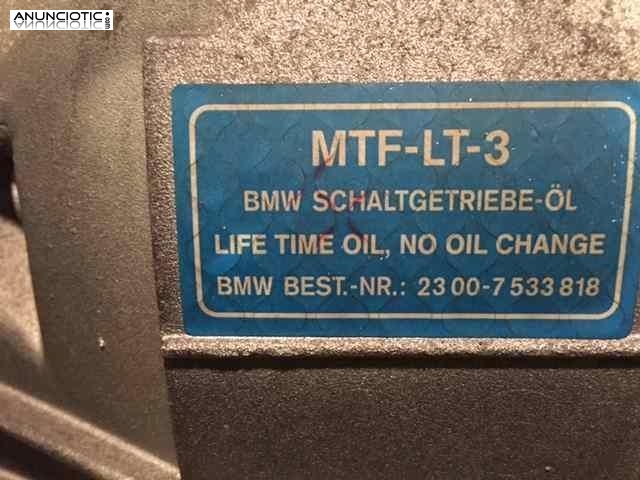 ANUNCIOTIC.com
MTF-LT-3
BMW SCHALTGETRIEBE-ÖL
LIFE TIME OIL, NO OIL CHANGE
BMW BEST.-NR.: 23 00-7 533 818